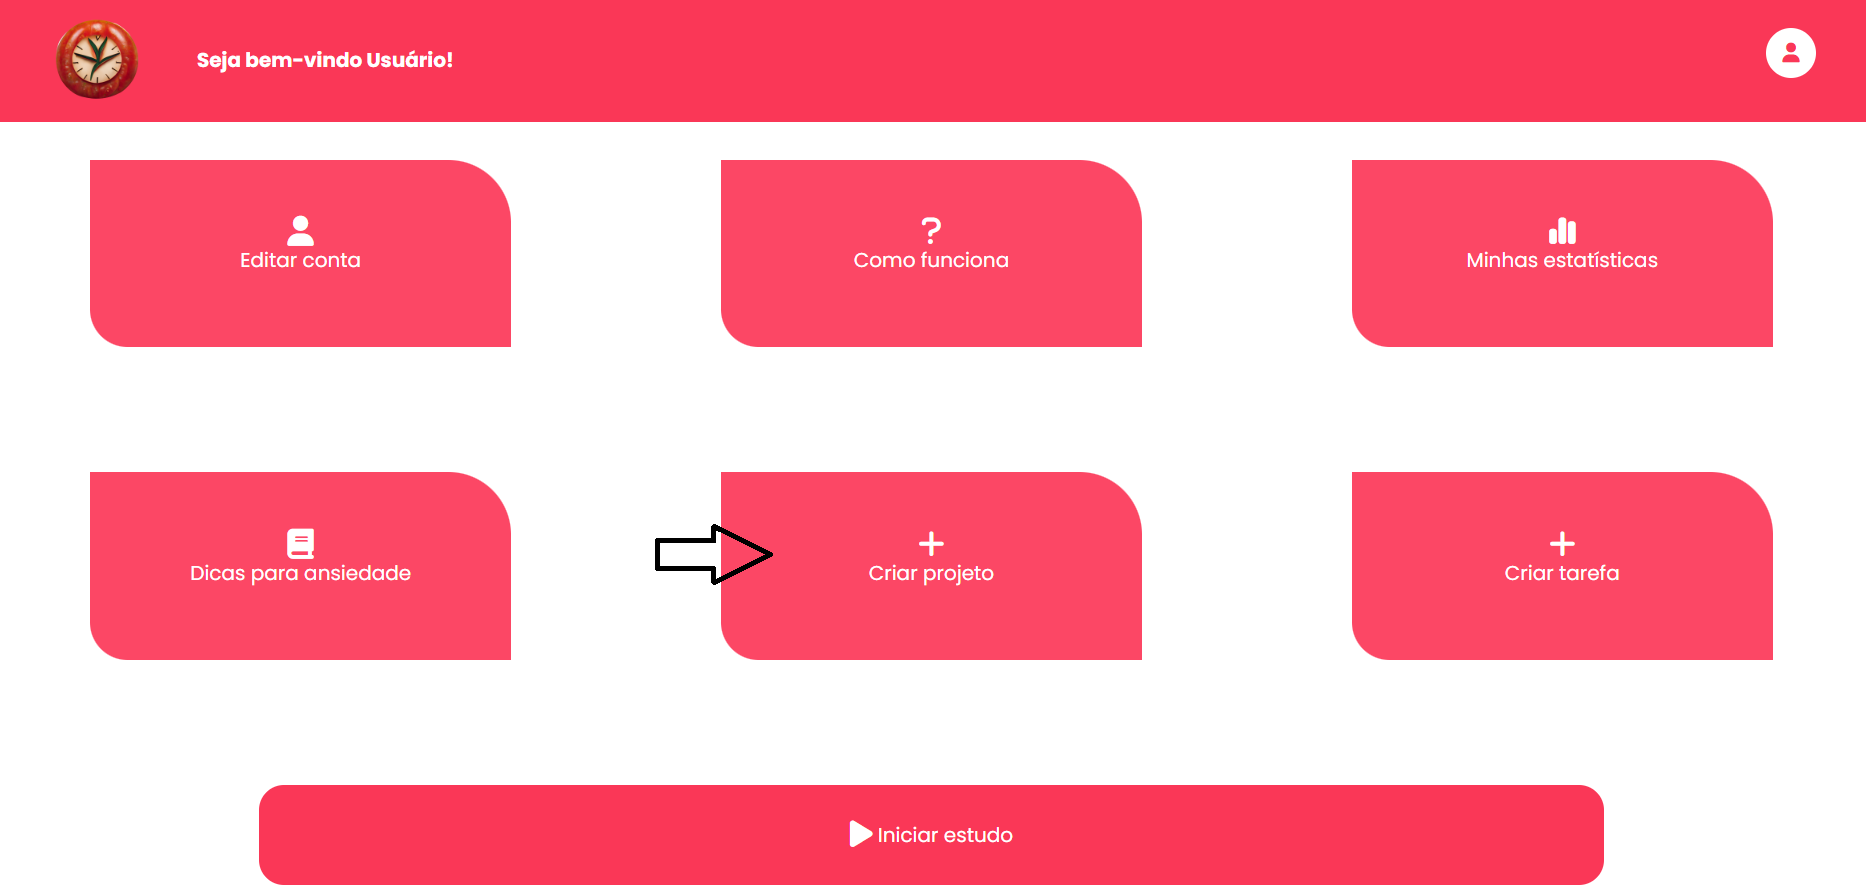 Seja bem-vindo Usuário!
Editar conta
Como funciona
Minhas estatísticas
Dicas para ansiedade
Criar projeto
Criar tarefa
Iniciar estudo